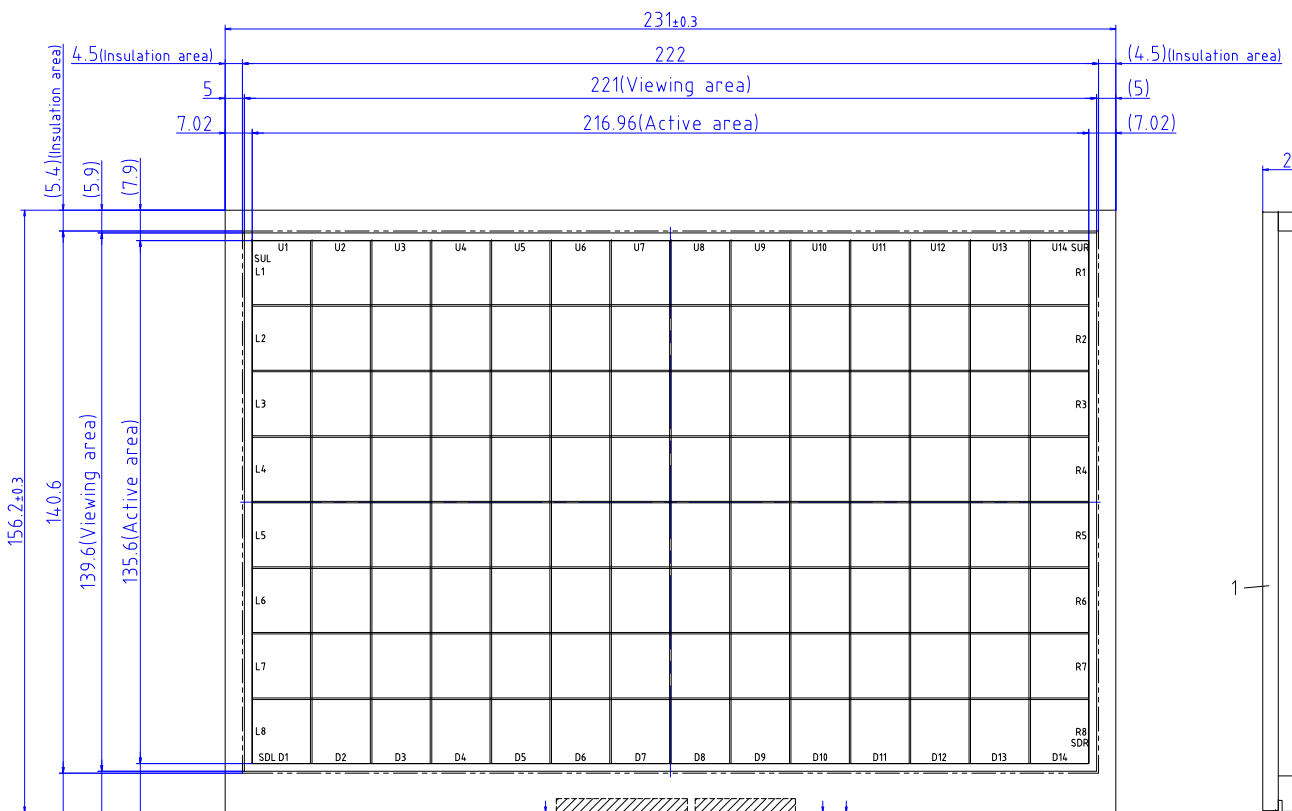 231±0.3
4.5(Insulation area)
222
(4.5)(Insulation area)
5
221(Viewing area)
(5)
7.02
216.96(Active area)
(7.02)
(5.4)(Insulation area)
(5.9)
(7.9)
2
U1 U2 U3 U4 U5 U6 U7 U8 U9 U10 U11 U12 U13 U14 SUR
SUL
L1 R1
L2 R2
L3 R3
L4 R4
L5 R5
L6 R6
L7 R7
L8 R8
SDR
SDL D1 D2 D3 D4 D5 D6 D7 D8 D9 D10 D11 D12 D13 D14
156.2±0.3
140.6
139.6(Viewing area)
135.6(Active area)
1